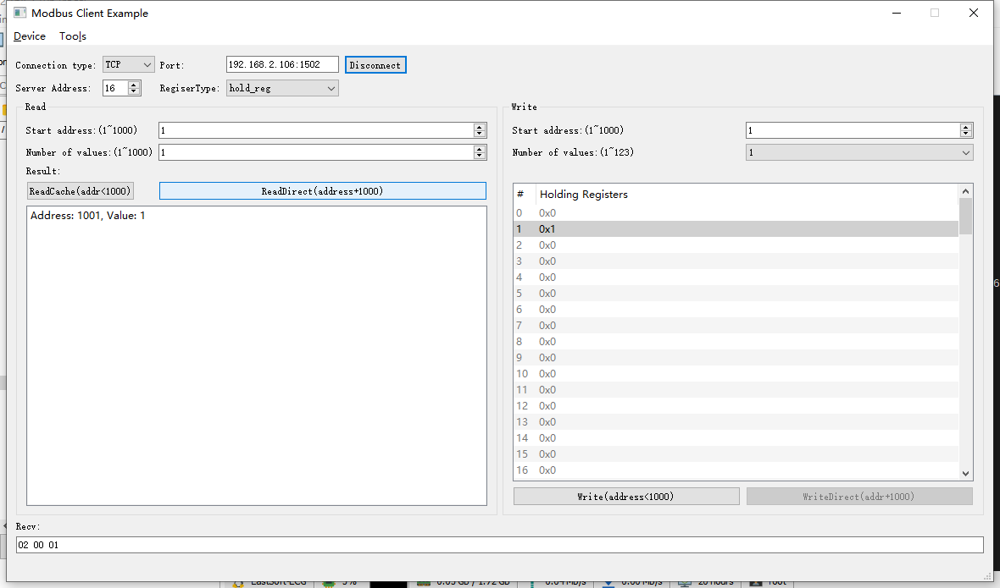 Modbus Client Example
Device Tools
Connection type: TCP Port: 192.168.2.106:1502 Disconnect
Server Address: 16 RegiserType: hold_reg
Read
Start address:(1~1000) 1
Number of values:(1~1000) 1
Result:
ReadCache(addr<1000) ReadDirect(address+1000)
Address: 1001, Value: 1
Write
Start address:(1~1000) 1
Number of values:(1~123) 1
# Holding Registers
0 0x0
1 0x1
2 0x0
3 0x0
4 0x0
5 0x0
6 0x0
7 0x0
8 0x0
9 0x0
10 0x0
11 0x0
12 0x0
13 0x0
14 0x0
15 0x0
16 0x0
Write(address<1000) WriteDirect(addr+1000)
Recv:
02 00 01